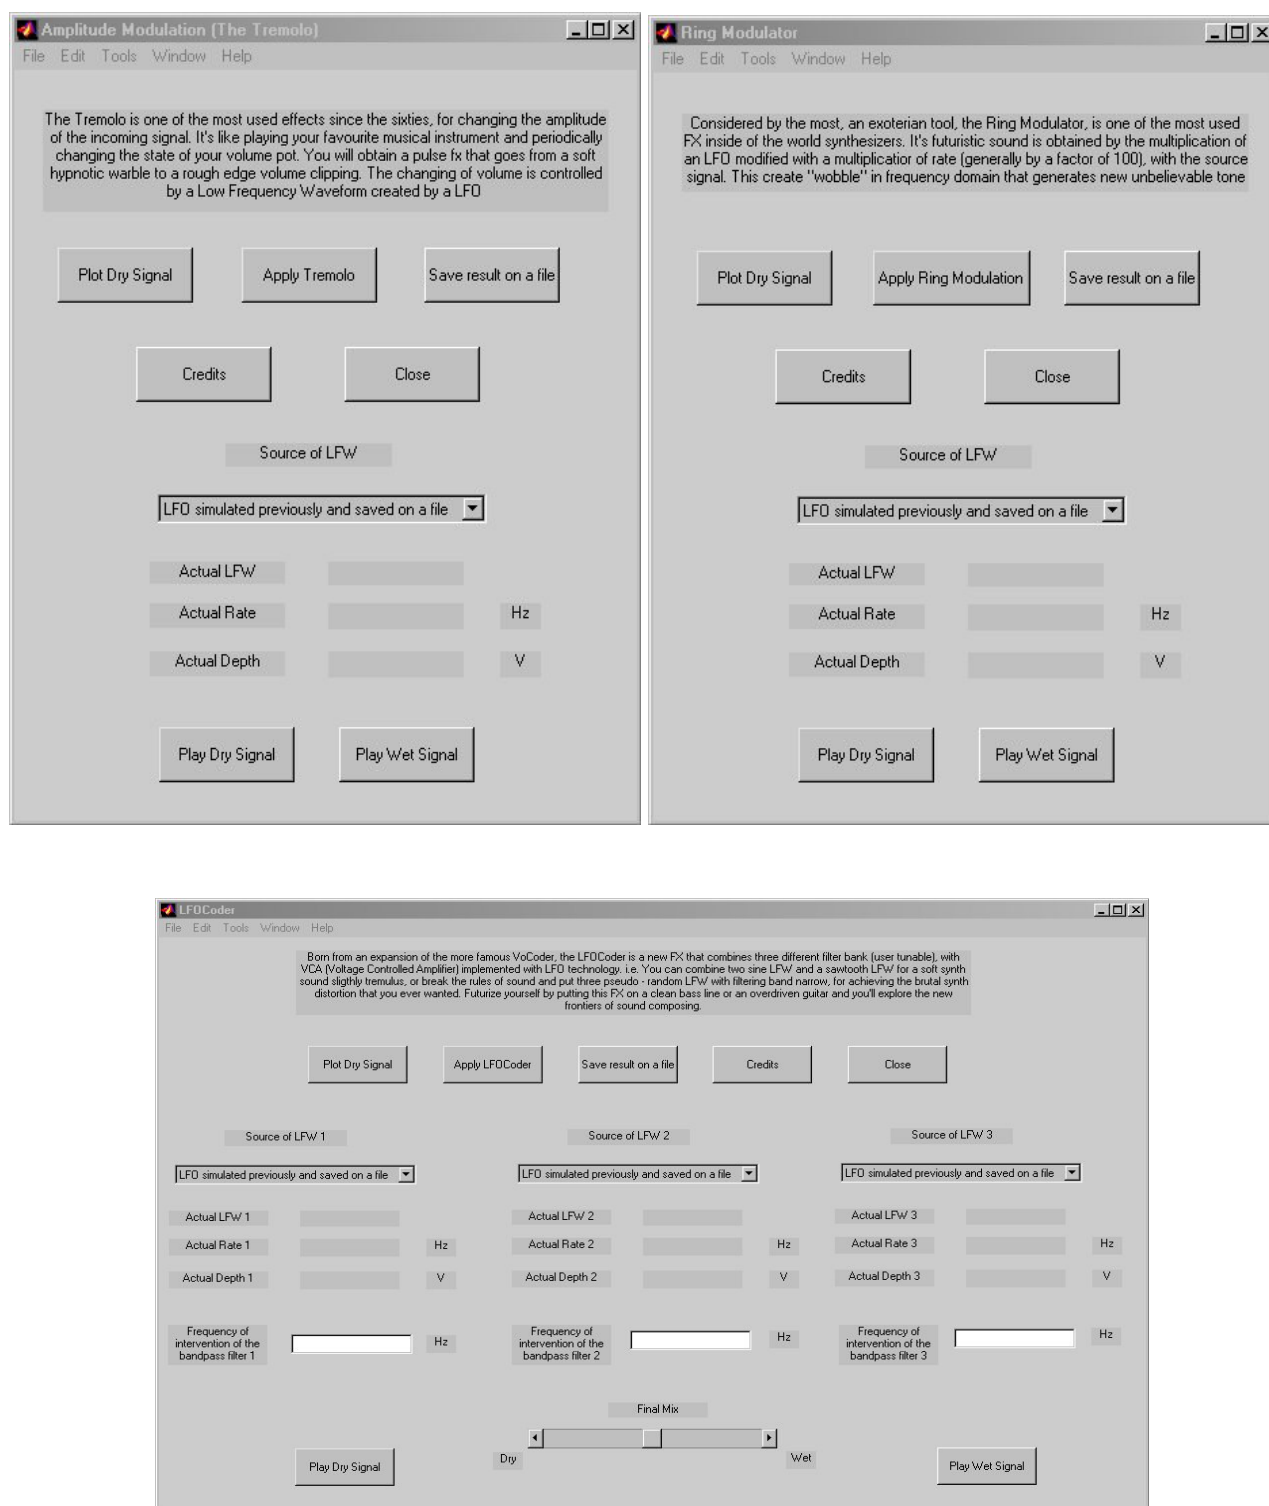 Amplitude Modulation (The Tremolo)
File Edit Tools Window Help
The Tremolo is one of the most used effects since the sixties, for changing the amplitude
of the incoming signal. It's like playing your favourite musical instrument and periodically
changing the state of your volume pot. You will obtain a pulse fx that goes from a soft
hypnotic warble to a rough edge volume clipping. The changing of volume is controlled
by a Low Frequency Waveform created by a LFO
Plot Dry Signal Apply Tremolo Save result on a file
Credits Close
Source of LFW
LFO simulated previously and saved on a file
Actual LFW
Actual Rate Hz
Actual Depth V
Play Dry Signal Play Wet Signal
Ring Modulator
File Edit Tools Window Help
Considered by the most, an exoterian tool, the Ring Modulator, is one of the most used
FX inside of the world synthesizers. It's futuristic sound is obtained by the multiplication of
an LFO modified with a multiplicatior of rate (generally by a factor of 100), with the source
signal. This create "wobble" in frequency domain that generates new unbelievable tone
Plot Dry Signal Apply Ring Modulation Save result on a file
Credits Close
Source of LFW
LFO simulated previously and saved on a file
Actual LFW
Actual Rate Hz
Actual Depth V
Play Dry Signal Play Wet Signal
LFOCoder
File Edit Tools Window Help
Born from an expansion of the more famous VoCoder, the LFOCoder is a new FX that combines three different filter bank (user tunable), with
VCA (Voltage Controlled Amplifier) implemented with LFO technology. i.e. You can combine two sine LFW and a sawtooth LFW for a soft synth
sound sligthly tremulus, or break the rules of sound and put three pseudo - random LFW with filtering band narrow, for achieving the brutal synth
distortion that you ever wanted. Futurize yourself by putting this FX on a clean bass line or an overdriven guitar and you'll explore the new
frontiers of sound composing.
Plot Dry Signal Apply LFOCoder Save result on a file Credits Close
Source of LFW 1 Source of LFW 2 Source of LFW 3
LFO simulated previously and saved on a file LFO simulated previously and saved on a file LFO simulated previously and saved on a file
Actual LFW 1 Actual LFW 2 Actual LFW 3
Actual Rate 1 Hz Actual Rate 2 Hz Actual Rate 3 Hz
Actual Depth 1 V Actual Depth 2 V Actual Depth 3 V
Frequency of Frequency of Frequency of
intervention of the Hz intervention of the Hz intervention of the Hz
bandpass filter 1 bandpass filter 2 bandpass filter 3
Final Mix
Dry Wet
Play Dry Signal Play Wet Signal